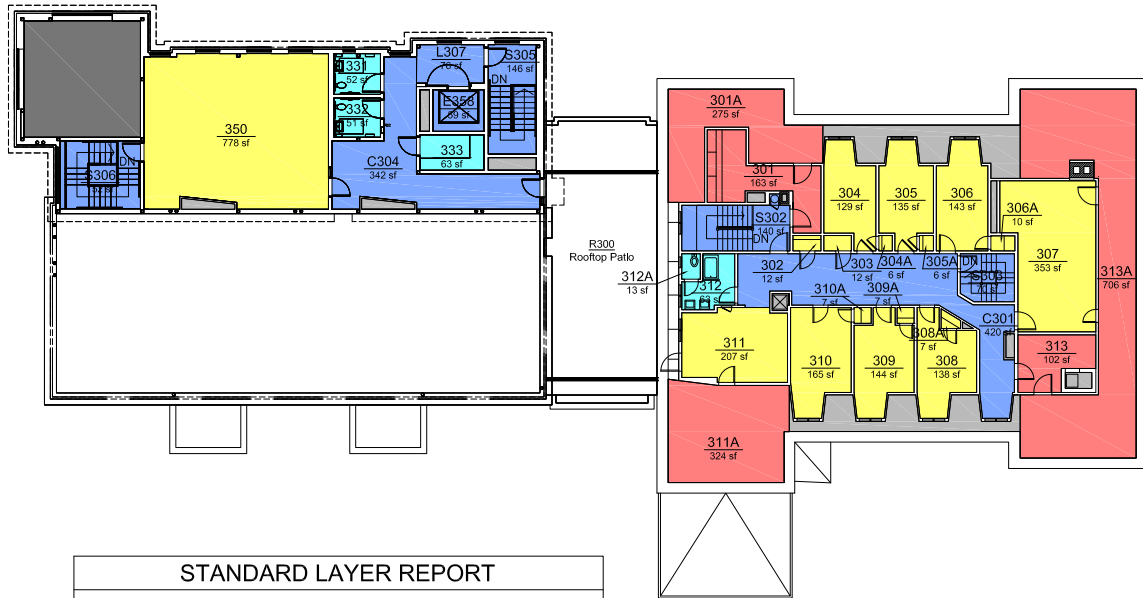 L307
76 sf
S305
146 sf
DN
331
52 sf
E358
59 sf
332
51 sf
350
778 sf
333
63 sf
C304
342 sf
DN
S306
301A
275 sf
301
163 sf
304
129 sf
305
135 sf
306
143 sf
306A
10 sf
S302
140 sf
DN
307
353 sf
R300
Rooftop Patio
302
12 sf
303
12 sf
304A
6 sf
305A
6 sf
DN
S303
312A
13 sf
312
63 sf
310A
7 sf
309A
7 sf
313A
706 sf
C301
420 sf
308A
7 sf
311
207 sf
310
165 sf
309
144 sf
308
138 sf
313
102 sf
311A
324 sf
STANDARD LAYER REPORT